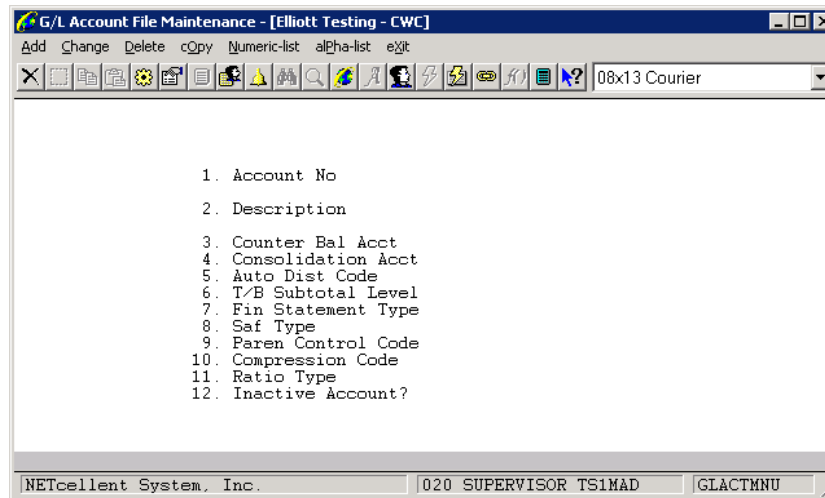 G/L Account File Maintenance - [Elliott Testing - CWC]
Add Change Delete cOpy Numeric-list alPha-list eXit
08x13 Courier
1. Account No
2. Description
3. Counter Bal Acct
4. Consolidation Acct
5. Auto Dist Code
6. T/B Subtotal Level
7. Fin Statement Type
8. Saf Type
9. Paren Control Code
10. Compression Code
11. Ratio Type
12. Inactive Account?
NETcellent System, Inc. 020 SUPERVISOR TS1MAD GLACTMNU